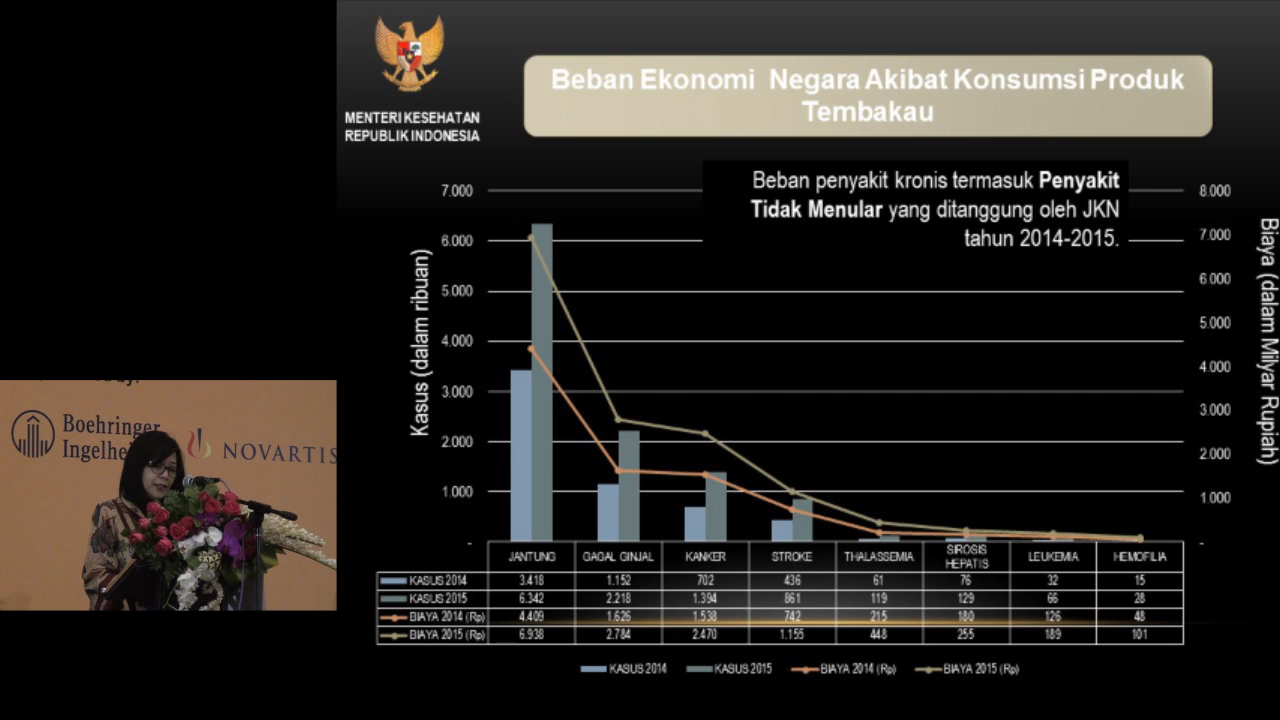 MENTERI KESEHATAN
REPUBLIK INDONESIA
Beban Ekonomi Negara Akibat Konsumsi Produk
Tembakau
Beban penyakit kronis termasuk Penyakit
Tidak Menular yang ditanggung oleh JKN
tahun 2014-2015.
Kasus (dalam ribuan)
7.000
6.000
5.000
4.000
3.000
2.000
1.000
-
8.000
7.000
6.000
5.000
4.000
3.000
2.000
1.000
-
Biaya (dalam Milyar Rupiah)
JANTUNG GAGAL GINJAL KANKER STROKE THALASSEMIA SIROSIS HEPATIS LEUKEMIA HEMOFILIA
KASUS 2014 3.418 1.152 702 436 61 76 32 15
KASUS 2015 6.342 2.218 1.394 861 119 129 66 28
BIAYA 2014 (Rp) 4.409 1.626 1.538 742 215 180 126 48
BIAYA 2015 (Rp) 6.938 2.784 2.470 1.155 448 255 189 101
KASUS 2014 KASUS 2015 BIAYA 2014 (Rp) BIAYA 2015 (Rp)
by:
Boehringer
Ingelhe
NOVARTIS